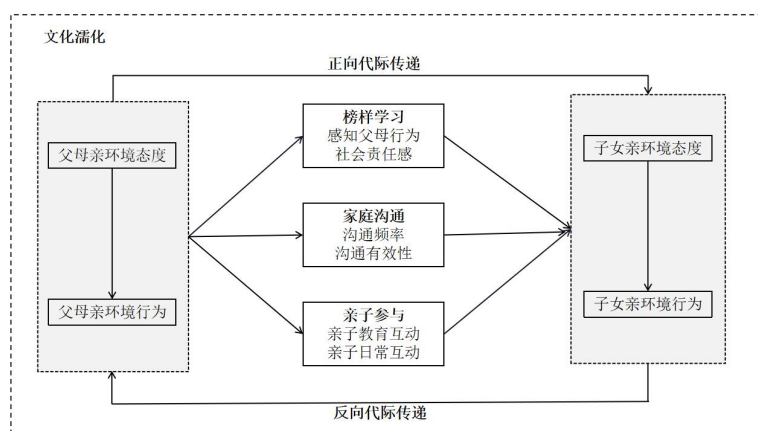 文化濡化
正向代际传递
榜样学习
感知父母行为
社会责任感
父母亲环境态度
子女亲环境态度
家庭沟通
沟通频率
沟通有效性
父母亲环境行为
子女亲环境行为
亲子参与
亲子教育互动
亲子日常互动
反向代际传递